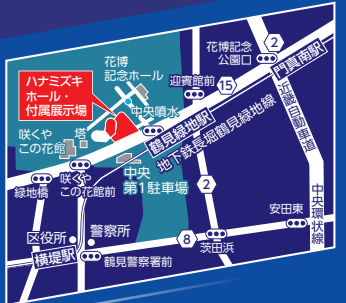 花博
記念ホール
花博記念
公園口
2
門真南駅
ハナミズキ
ホール・
付属展示場
迎賓館前
15
中央噴水
鶴見緑地駅
地下鉄長堀鶴見緑地線
近畿自動車道
咲くや
この花館
塔
中央
第1駐車場
緑地橋
咲くや
この花館前
2
中央環状線
安田東
区役所
警察所
8
茨田浜
横堤駅
鶴見警察署前